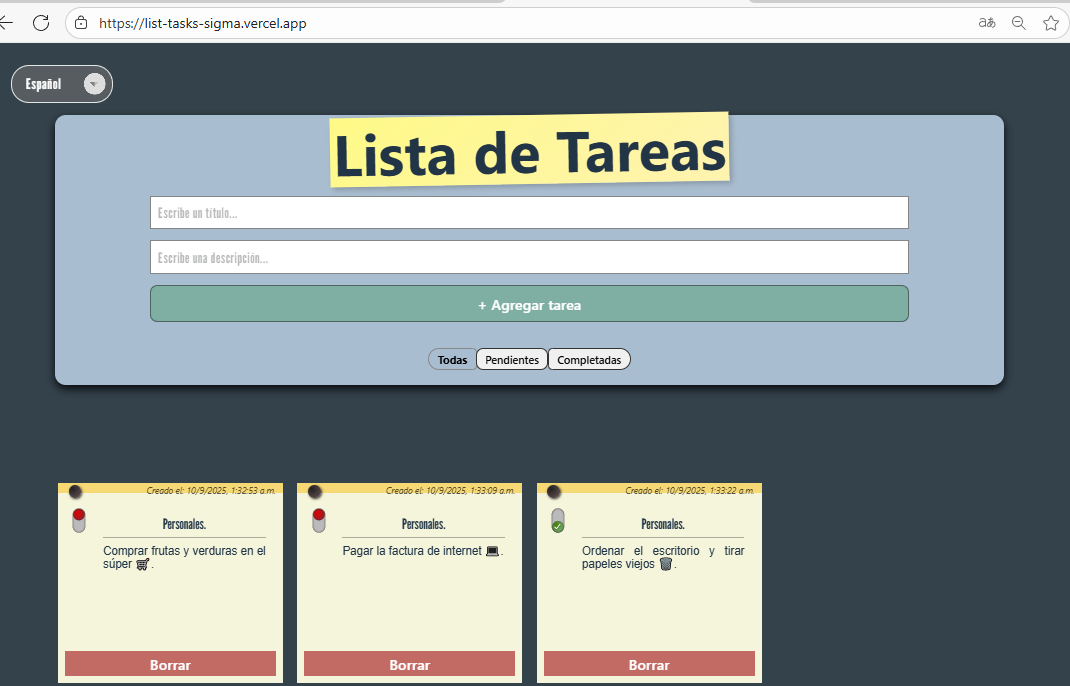 https://list-tasks-sigma.vercel.app
Español
Lista de Tareas
Escribe un título...
Escribe una descripción...
+ Agregar tarea
Todas Pendientes Completadas
Creado el: 10/9/2025, 1:32:53 a.m.
Personales.
Comprar frutas y verduras en el
súper 🛒.
Borrar
Creado el: 10/9/2025, 1:33:09 a.m.
Personales.
Pagar la factura de internet 💻.
Borrar
Creado el: 10/9/2025, 1:33:22 a.m.
Personales.
Ordenar el escritorio y tirar
papeles viejos 🗑️.
Borrar